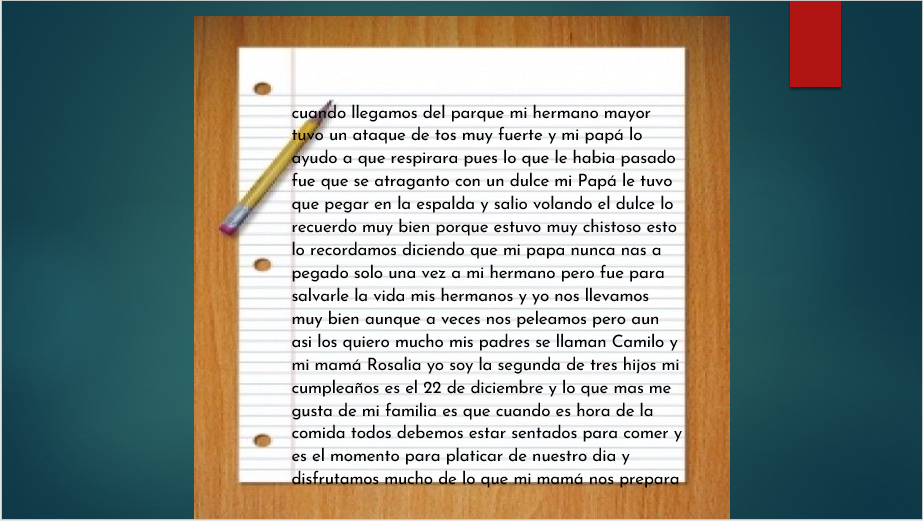 cuando llegamos del parque mi hermano mayor
tuvo un ataque de tos muy fuerte y mi papá lo
ayudo a que respirara pues lo que le habia pasado
fue que se atraganto con un dulce mi Papá le tuvo
que pegar en la espalda y salio volando el dulce lo
recuerdo muy bien porque estuvo muy chistoso esto
lo recordamos diciendo que mi papa nunca nas a
pegado solo una vez a mi hermano pero fue para
salvarle la vida mis hermanos y yo nos llevamos
muy bien aunque a veces nos peleamos pero aun
asi los quiero mucho mis padres se llaman Camilo y
mi mamá Rosalia yo soy la segunda de tres hijos mi
cumpleaños es el 22 de diciembre y lo que mas me
gusta de mi familia es que cuando es hora de la
comida todos debemos estar sentados para comer y
es el momento para platicar de nuestro dia y
disfrutamos mucho de lo que mi mamá nos prepara